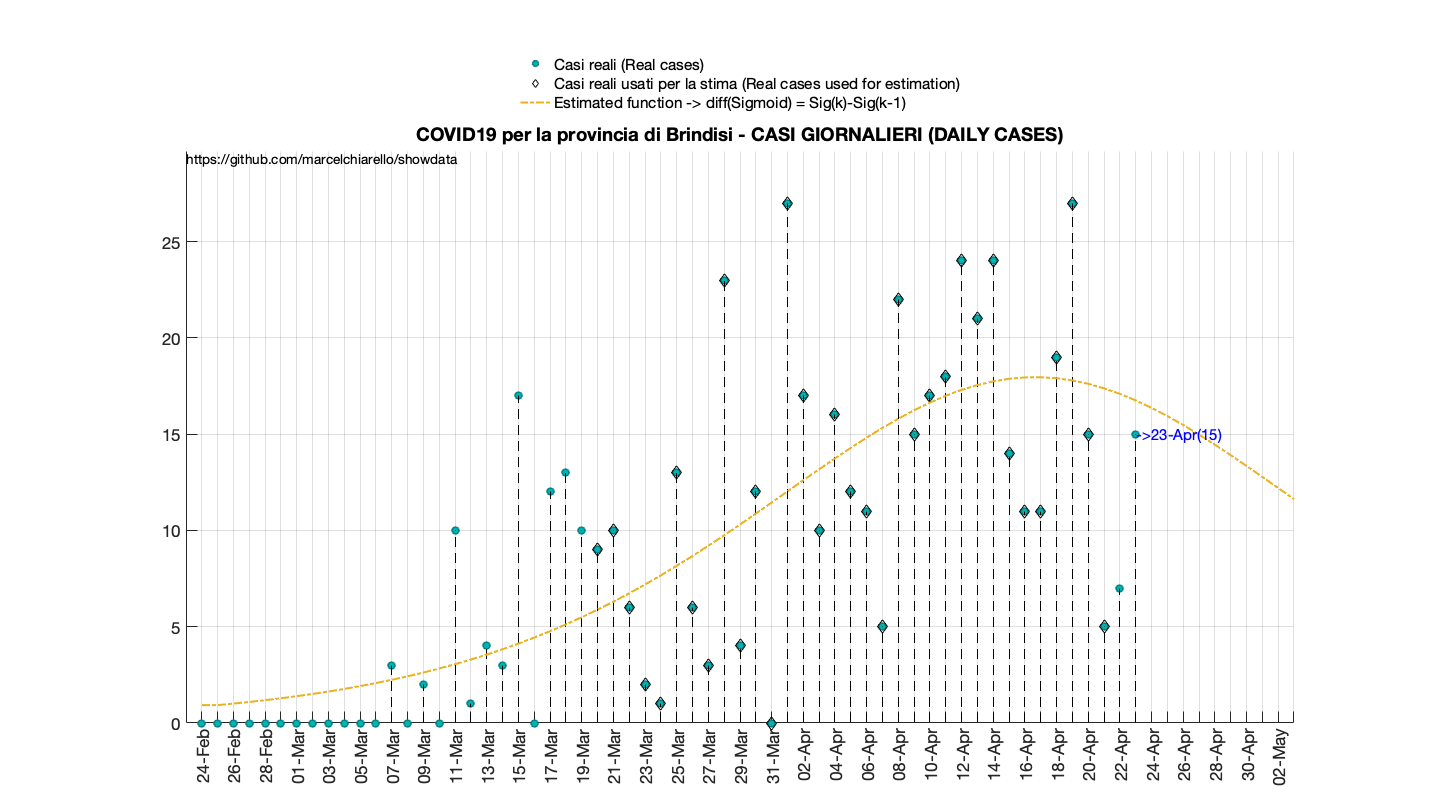 Casi reali (Real cases)
Casi reali usati per la stima (Real cases used for estimation)
Estimated function -> diff(Sigmoid) = Sig(k)-Sig(k-1)
COVID19 per la provincia di Brindisi - CASI GIORNALIERI (DAILY CASES)
https://github.com/marcelchiarello/showdata
25
20
15
10
5
0
->23-Apr(15)
24-Feb
26-Feb
28-Feb
01-Mar
03-Mar
05-Mar
07-Mar
09-Mar
11-Mar
13-Mar
15-Mar
17-Mar
19-Mar
21-Mar
23-Mar
25-Mar
27-Mar
29-Mar
31-Mar
02-Apr
04-Apr
06-Apr
08-Apr
10-Apr
12-Apr
14-Apr
16-Apr
18-Apr
20-Apr
22-Apr
24-Apr
26-Apr
28-Apr
30-Apr
02-May